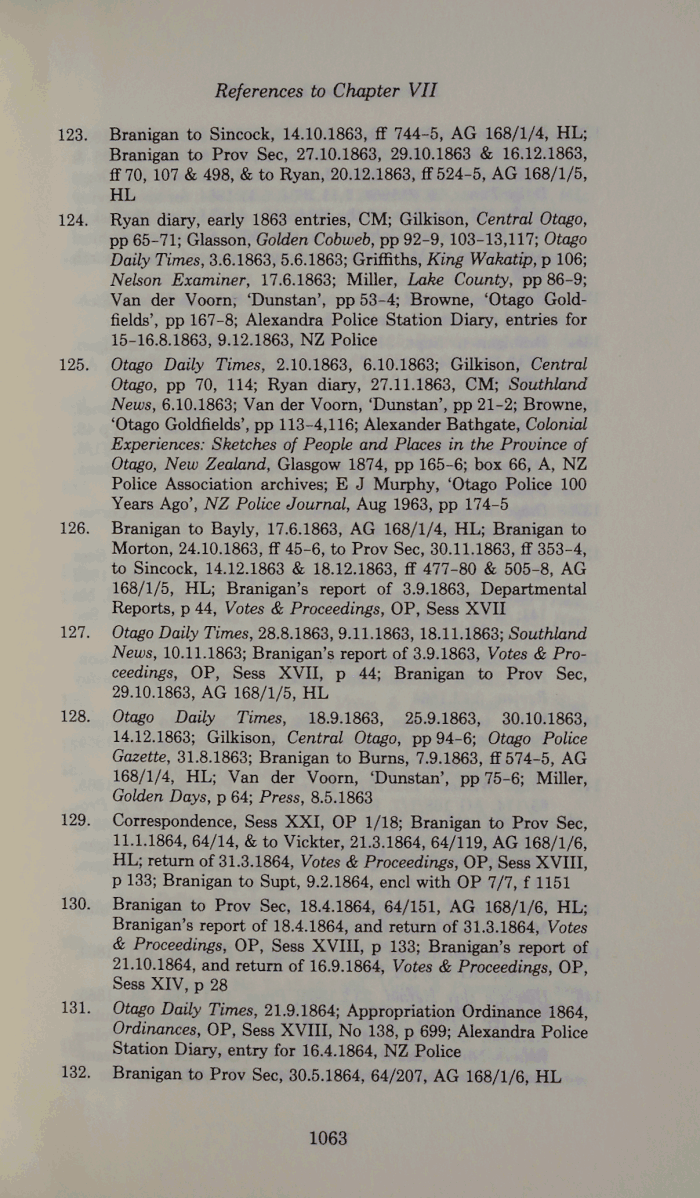 References to Chapter VII
123. Branigan to Sincock, 14.10.1863, ff 744-5, AG 168/1/4, HL;
Branigan to Prov Sec, 27.10.1863, 29.10.1863 & 16.12.1863,
ff 70, 107 & 498, & to Ryan, 20.12.1863, ff 524-5, AG 168/1/5,
HL
124. Ryan diary, early 1863 entries, CM; Gilkison, Central Otago,
pp 65-71; Glasson, Golden Cobweb, pp 92-9, 103-13,117; Otago
Daily Times, 3.6.1863, 5.6.1863; Griffiths, King Wakatip, p 106;
Nelson Examiner, 17.6.1863; Miller, Lake County, pp 86-9;
Van der Voorn, 'Dunstan', pp 53-4; Browne, 'Otago Gold-
fields', pp 167-8; Alexandra Police Station Diary, entries for
15-16.8.1863, 9.12.1863, NZ Police
125. Otago Daily Times, 2.10.1863, 6.10.1863; Gilkison, Central
Otago, pp 70, 114; Ryan diary, 27.11.1863, CM; Southland
News, 6.10.1863; Van der Voorn, 'Dunstan', pp 21-2; Browne,
'Otago Goldfields', pp 113-4,116; Alexander Bathgate, Colonial
Experiences: Sketches of People and Places in the Province of
Otago, New Zealand, Glasgow 1874, pp 165-6; box 66, A, NZ
Police Association archives; E J Murphy, 'Otago Police 100
Years Ago', NZ Police Journal, Aug 1963, pp 174-5
126. Branigan to Bayly, 17.6.1863, AG 168/1/4, HL; Branigan to
Morton, 24.10.1863, ff 45-6, to Prov Sec, 30.11.1863, ff 353-4,
to Sincock, 14.12.1863 & 18.12.1863, ff 477-80 & 505-8, AG
168/1/5, HL; Branigan's report of 3.9.1863, Departmental
Reports, p 44, Votes & Proceedings, OP, Sess XVII
127. Otago Daily Times, 28.8.1863, 9.11.1863, 18.11.1863; Southland
News, 10.11.1863; Branigan's report of 3.9.1863, Votes & Pro-
ceedings, OP, Sess XVII, p 44; Branigan to Prov Sec,
29.10.1863, AG 168/1/5, HL
128. Otago Daily Times, 18.9.1863, 25.9.1863, 30.10.1863,
14.12.1863; Gilkison, Central Otago, pp 94-6; Otago Police
Gazette, 31.8.1863; Branigan to Burns, 7.9.1863, ff 574-5, AG
168/1/4, HL; Van der Voorn, 'Dunstan', pp 75-6; Miller,
Golden Days, p 64; Press, 8.5.1863
129. Correspondence, Sess XXI, OP 1/18; Branigan to Prov Sec,
11.1.1864, 64/14, & to Vickter, 21.3.1864, 64/119, AG 168/1/6,
HL; return of 31.3.1864, Votes & Proceedings, OP, Sess XVIII,
p 133; Branigan to Supt, 9.2.1864, encl with OP 7/7, f 1151
130. Branigan to Prov Sec, 18.4.1864, 64/151, AG 168/1/6, HL;
Branigan's report of 18.4.1864, and return of 31.3.1864, Votes
& Proceedings, OP, Sess XVIII, p 133; Branigan's report of
21.10.1864, and return of 16.9.1864, Votes & Proceedings, OP,
Sess XIV, p 28
131. Otago Daily Times, 21.9.1864; Appropriation Ordinance 1864,
Ordinances, OP, Sess XVIII, No 138, p 699; Alexandra Police
Station Diary, entry for 16.4.1864, NZ Police
132. Branigan to Prov Sec, 30.5.1864, 64/207, AG 168/1/6, HL
1063